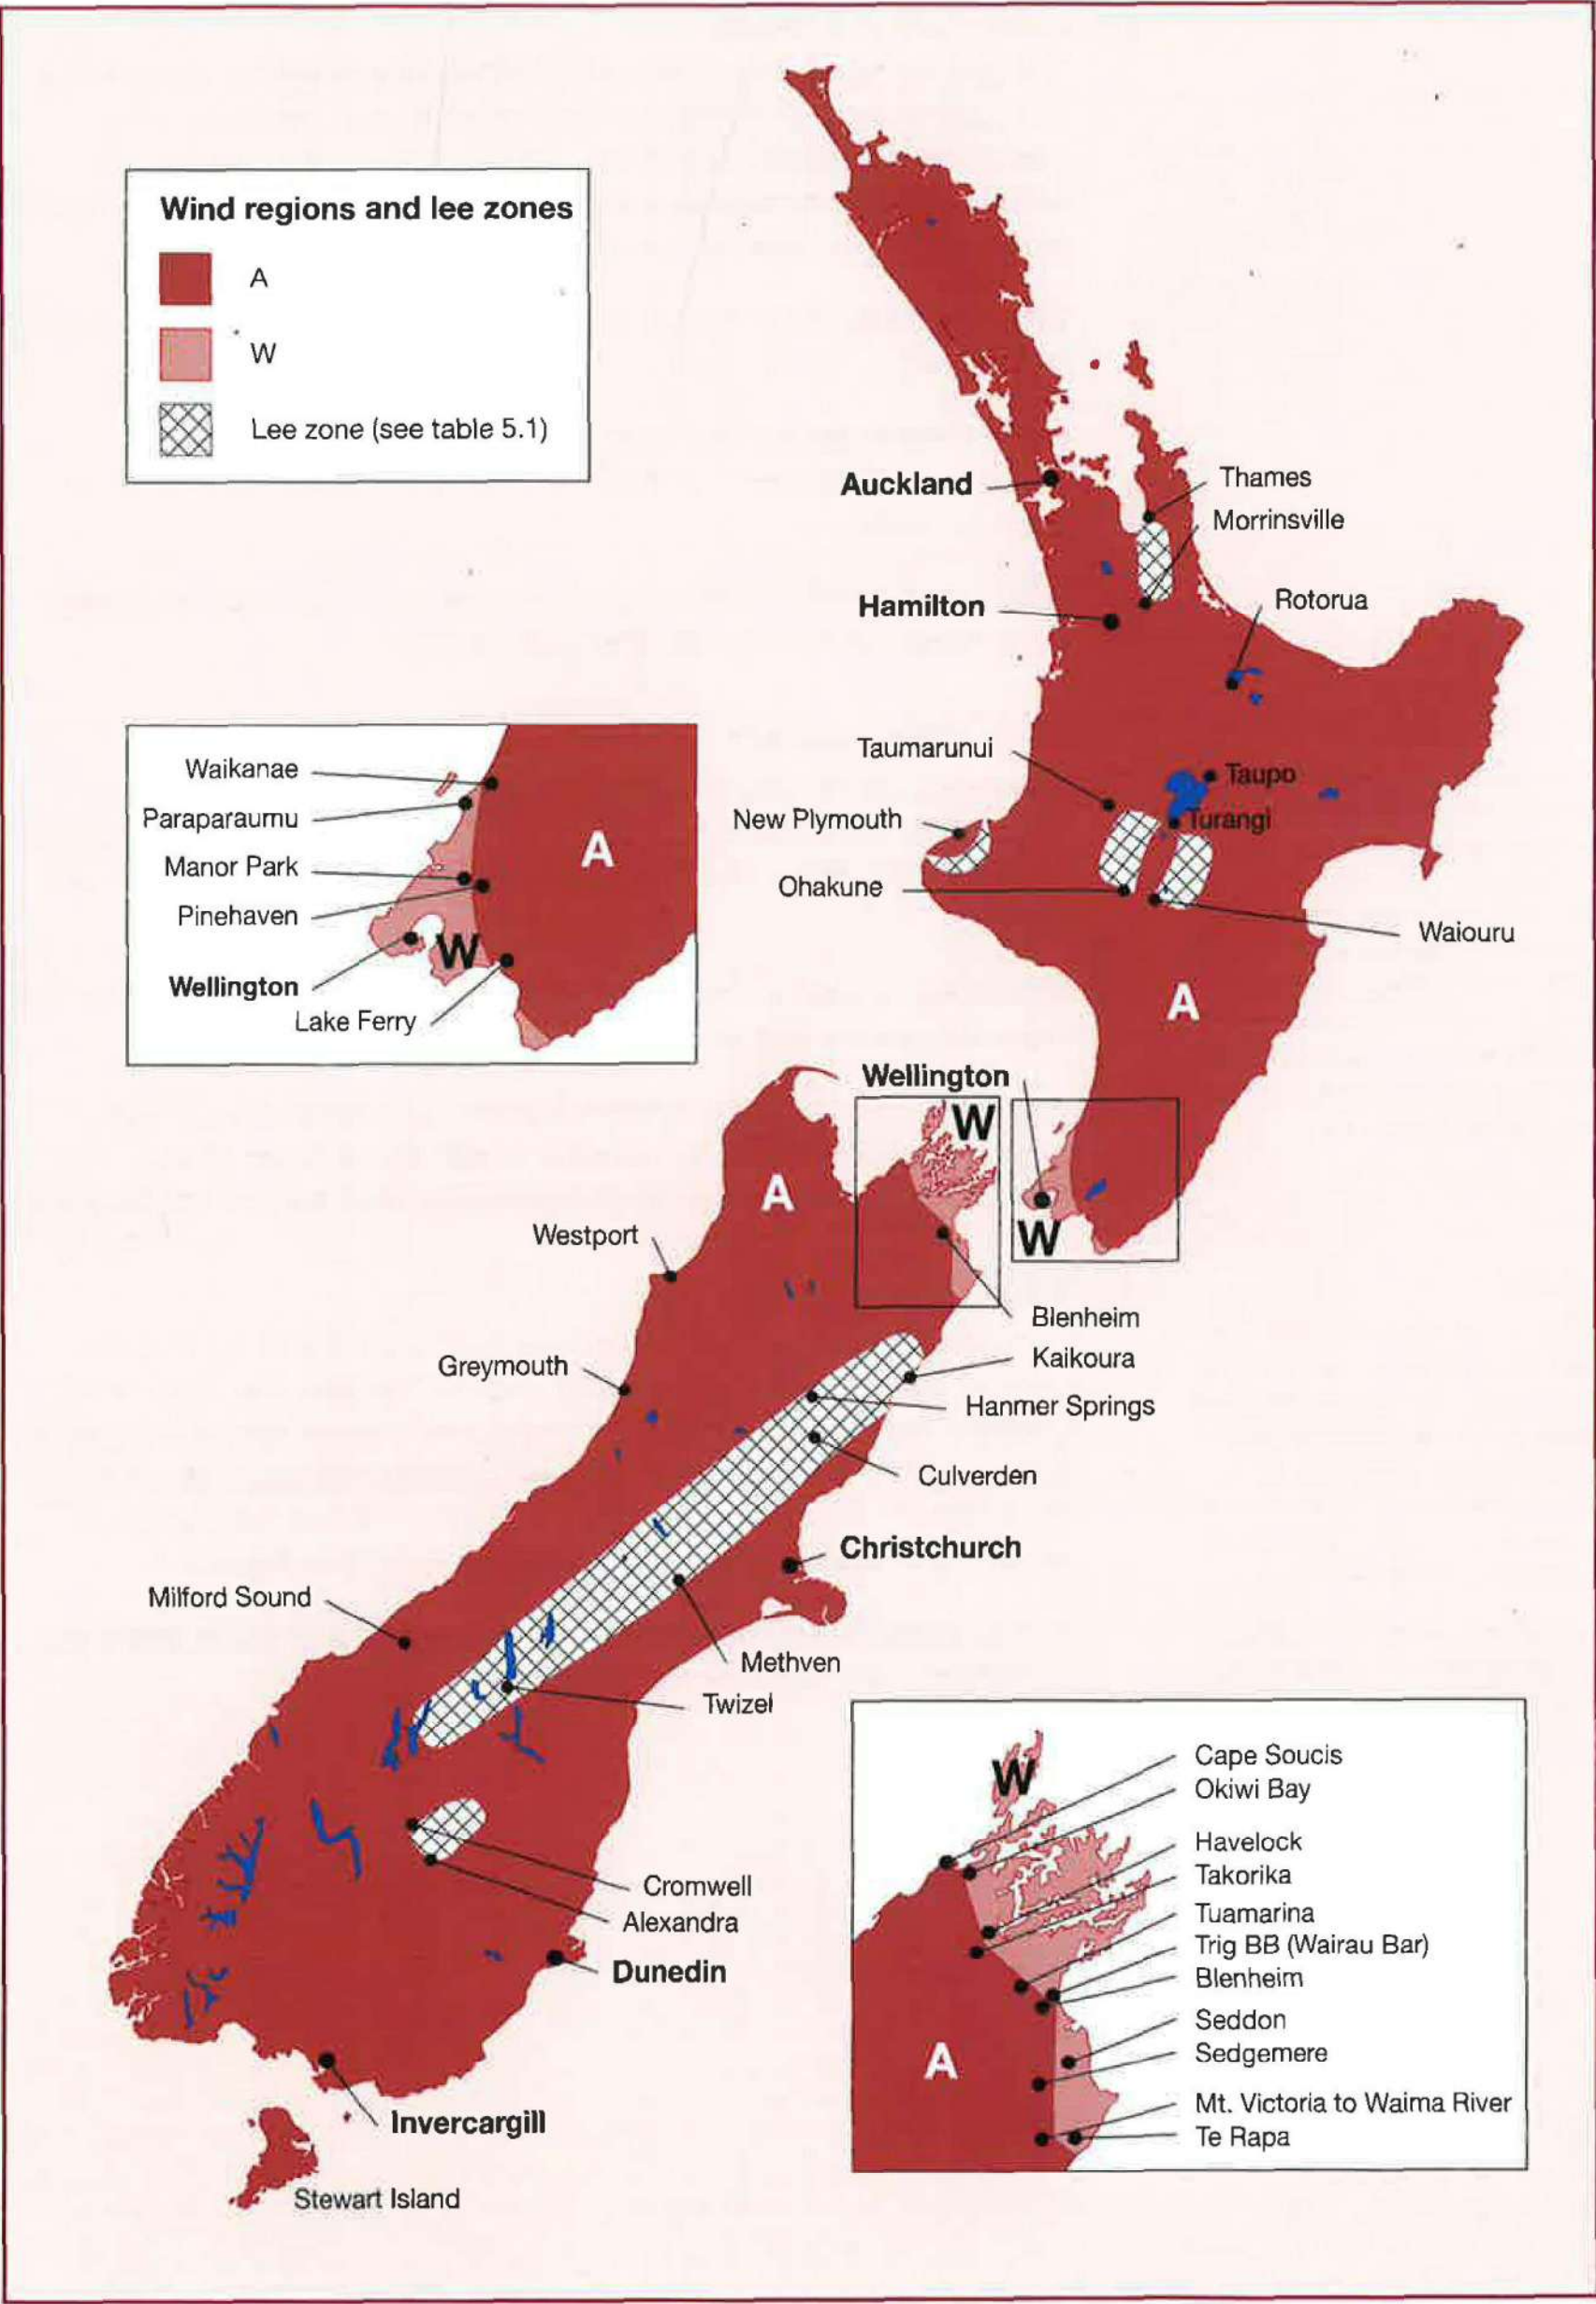 Wind regions and lee zones
A
W
Lee zone (see table 5.1)
Auckland
Thames
Morrinsville
Hamilton
Rotorua
Taumarunui
Taupo
New Plymouth
Turangi
Ohakune
Waiouru
A
Waikanae
Paraparaumu
Manor Park
Pinehaven
Wellington
Lake Ferry
A
W
Wellington
W
W
A
Westport
Blenheim
Greymouth
Kaikoura
Hanmer Springs
Culverden
Christchurch
Milford Sound
Methven
Twizel
Cromwell
Alexandra
Dunedin
Invercargill
Stewart Island
W
Cape Soucis
Okiwi Bay
Havelock
Takorika
Tuamarina
Trig BB (Wairau Bar)
Blenheim
Seddon
Sedgemere
A
Mt. Victoria to Waima River
Te Rapa